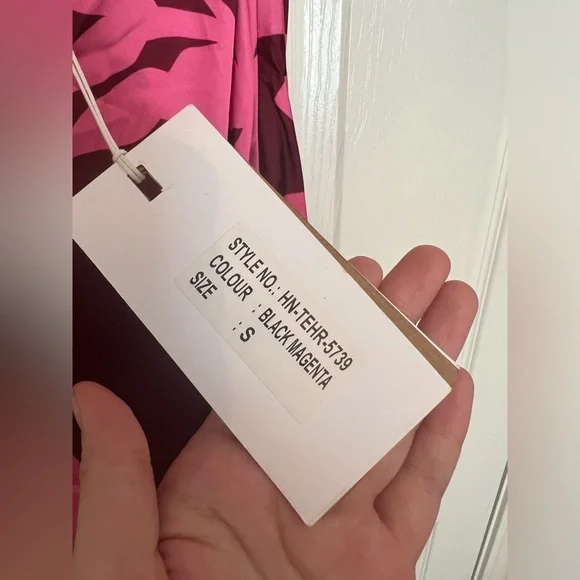 STYLE NO.: HN-TEHR-5739
COLOUR : BLACK MAGENTA
SIZE : S